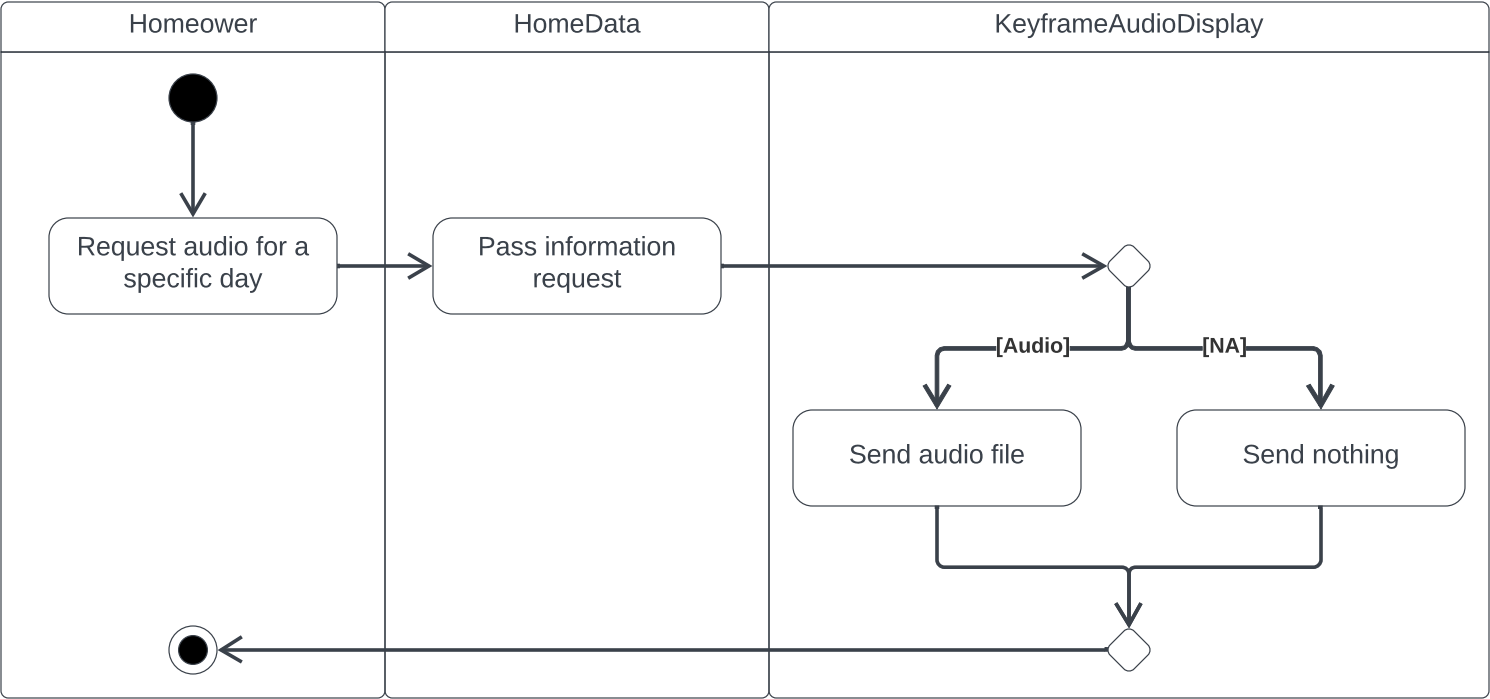 Homeower
HomeData
KeyframeAudioDisplay
Request audio for a
specific day
Pass information
request
[Audio]
[NA]
Send audio file
Send nothing